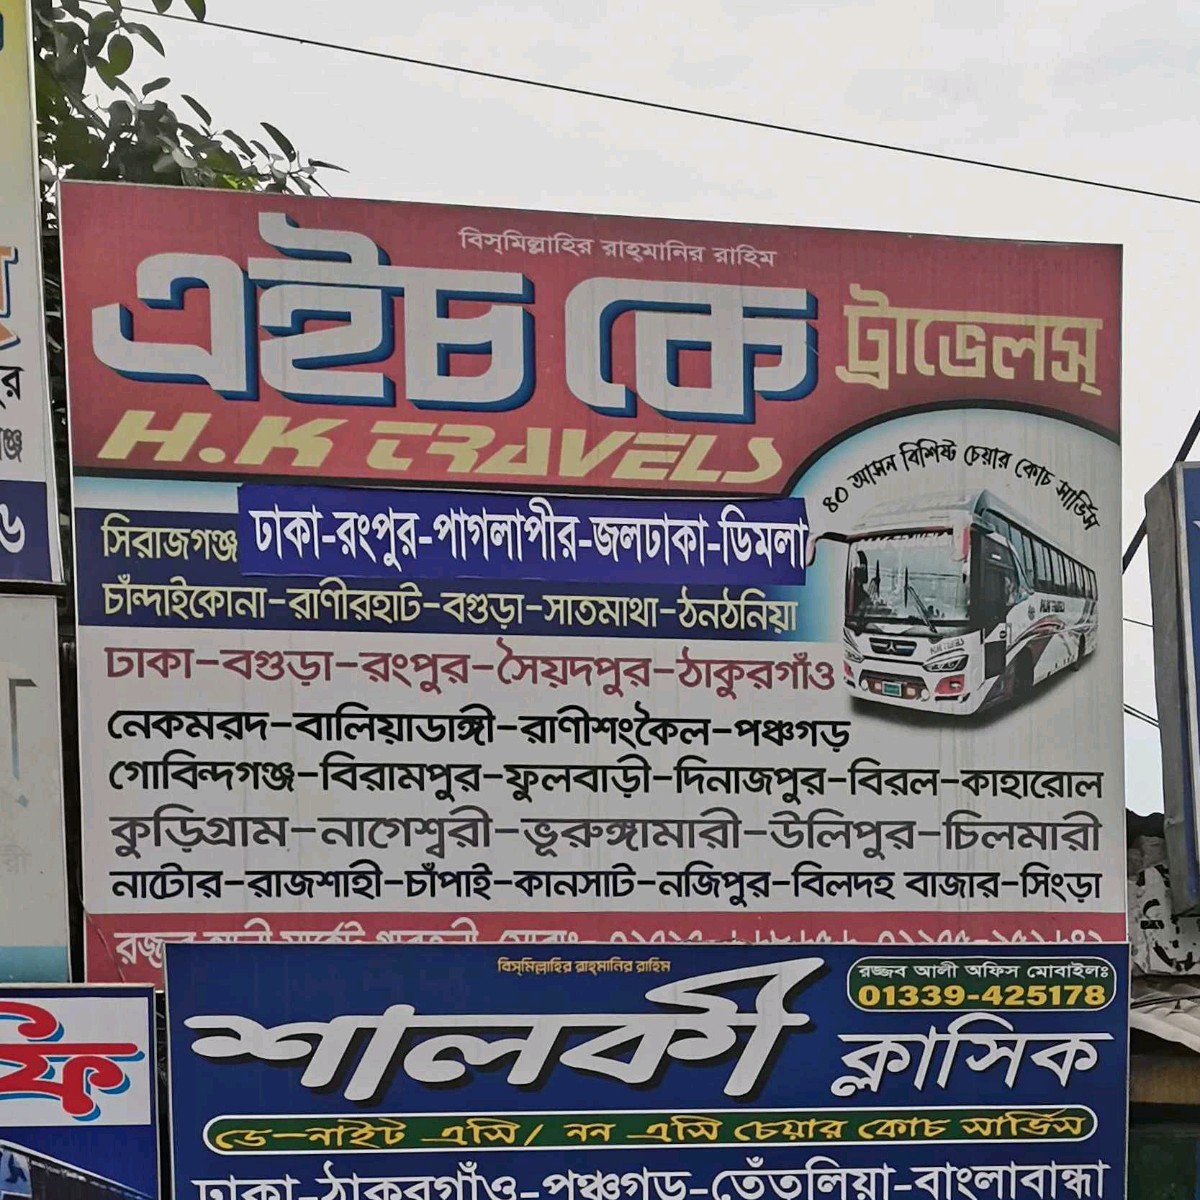 বিস্‌মিল্লাহির রাহ্‌মানির রাহিম
এইচ কে ট্রাভেলস্
H.K TRAVELS
৪০ আসন বিশিষ্ট চেয়ার কোচ সার্ভিস
সিরাজগঞ্জ ঢাকা-রংপুর-পাগলাপীর-জলঢাকা-ডিমলা
চাঁন্দাইকোনা-রাণীরহাট-বগুড়া-সাতমাথা-ঠনঠনিয়া
ঢাকা-বগুড়া-রংপুর-সৈয়দপুর-ঠাকুরগাঁও
নেকমরদ-বালিয়াডাঙ্গী-রাণীশংকৈল-পঞ্চগড়
গোবিন্দগঞ্জ-বিরামপুর-ফুলবাড়ী-দিনাজপুর-বিরল-কাহারোল
কুড়িগ্রাম-নাগেশ্বরী-ভূরুঙ্গামারী-উলিপুর-চিলমারী
নাটোর-রাজশাহী-চাঁপাই-কানসাট-নজিপুর-বিলদহ বাজার-সিংড়া
বিস্‌মিল্লাহির রাহ্‌মানির রাহিম
রজ্জব আলী অফিস মোবাইলঃ
01339-425178
শালকী ক্লাসিক
ডে-নাইট এসি/ নন এসি চেয়ার কোচ সার্ভিস
ঢাকা-ঠাকুরগাঁও-পঞ্চগড়-তেঁতুলিয়া-বাংলাবান্ধা